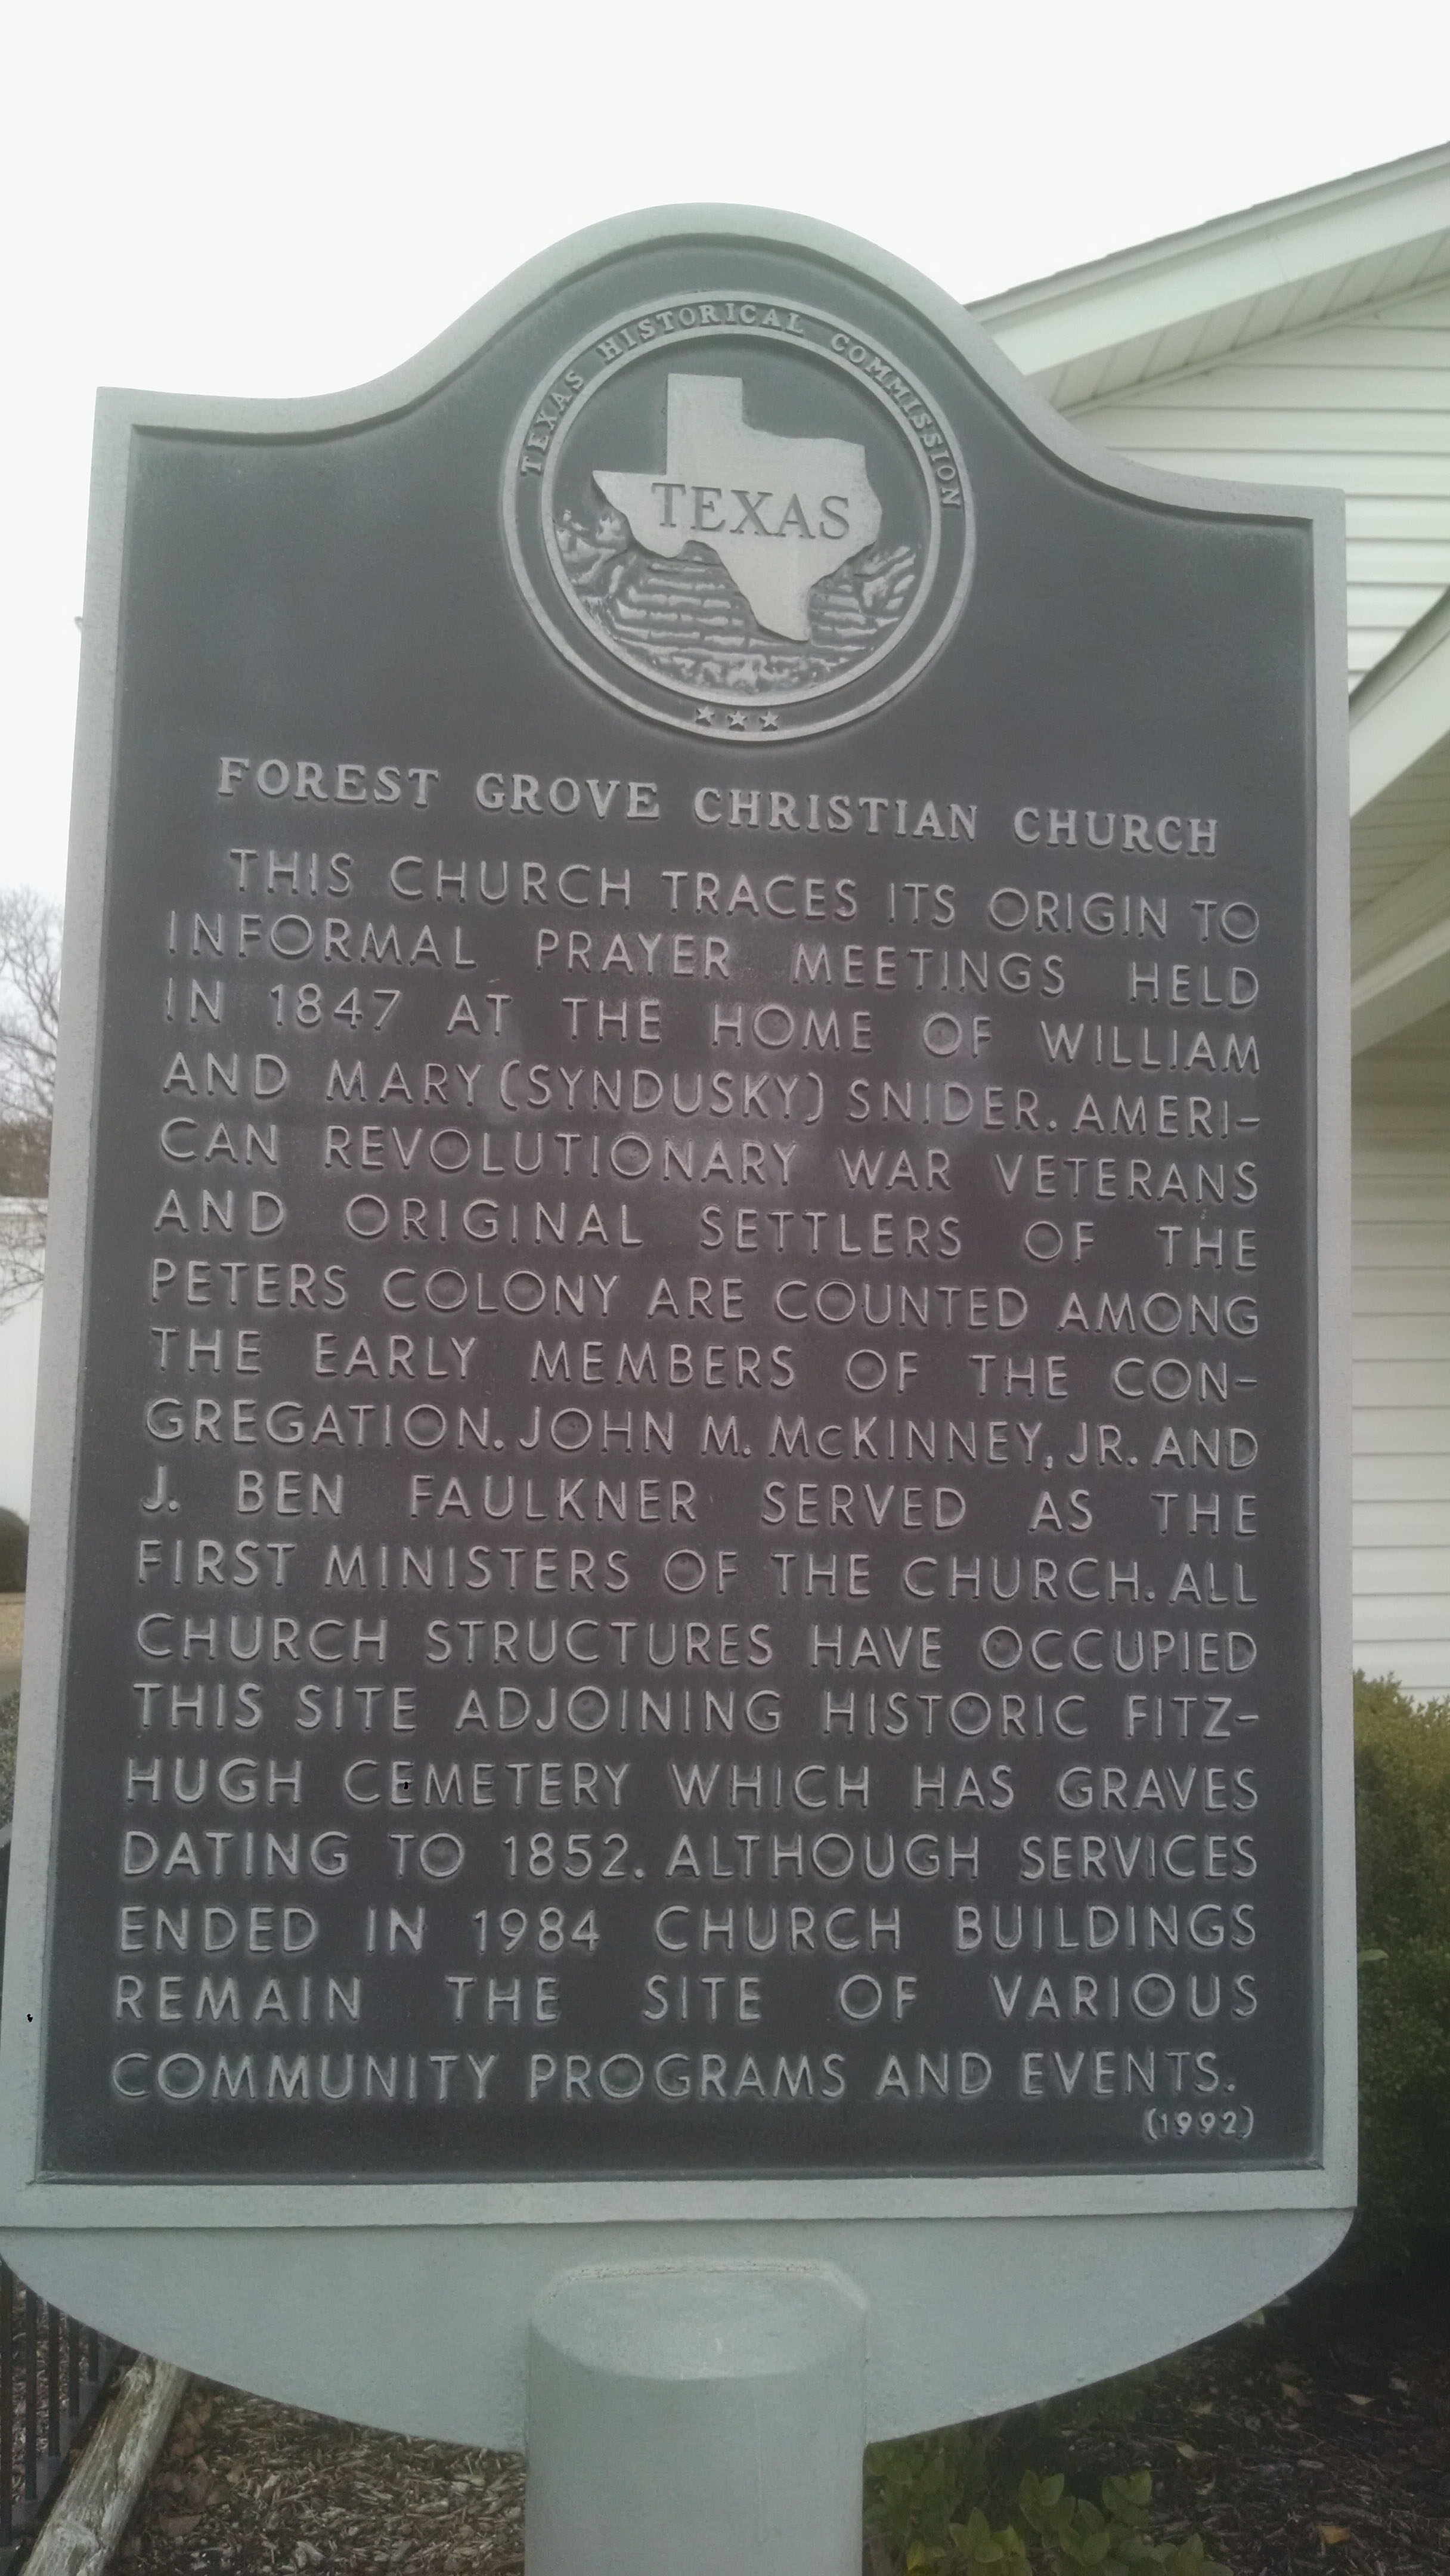 TEXAS HISTORICAL COMMISSION
TEXAS
FOREST GROVE CHRISTIAN CHURCH
THIS CHURCH TRACES ITS ORIGIN TO
INFORMAL PRAYER MEETINGS HELD
IN 1847 AT THE HOME OF WILLIAM
AND MARY (SYNDUSKY) SNIDER. AMERI-
CAN REVOLUTIONARY WAR VETERANS
AND ORIGINAL SETTLERS OF THE
PETERS COLONY ARE COUNTED AMONG
THE EARLY MEMBERS OF THE CON-
GREGATION. JOHN M. McKINNEY, JR. AND
J. BEN FAULKNER SERVED AS THE
FIRST MINISTERS OF THE CHURCH. ALL
CHURCH STRUCTURES HAVE OCCUPIED
THIS SITE ADJOINING HISTORIC FITZ-
HUGH CEMETERY WHICH HAS GRAVES
DATING TO 1852. ALTHOUGH SERVICES
ENDED IN 1984 CHURCH BUILDINGS
REMAIN THE SITE OF VARIOUS
COMMUNITY PROGRAMS AND EVENTS.
(1992)